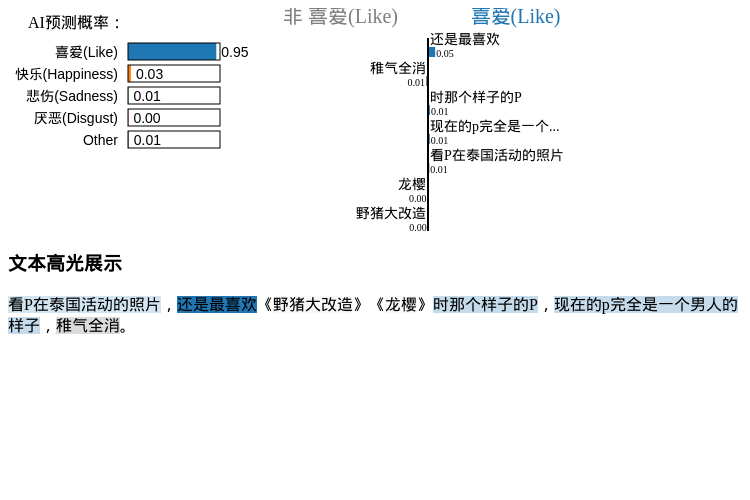 AI预测概率：
喜爱(Like) 0.95
快乐(Happiness) 0.03
悲伤(Sadness) 0.01
厌恶(Disgust) 0.00
Other 0.01
非 喜爱(Like) 喜爱(Like)
还是最喜欢
0.05
稚气全消
0.01
时那个样子的P
0.01
现在的p完全是一个...
0.01
看P在泰国活动的照片
0.01
龙樱
0.00
野猪大改造
0.00
文本高光展示
看P在泰国活动的照片，还是最喜欢《野猪大改造》《龙樱》时那个样子的P，现在的p完全是一个男人的
样子，稚气全消。